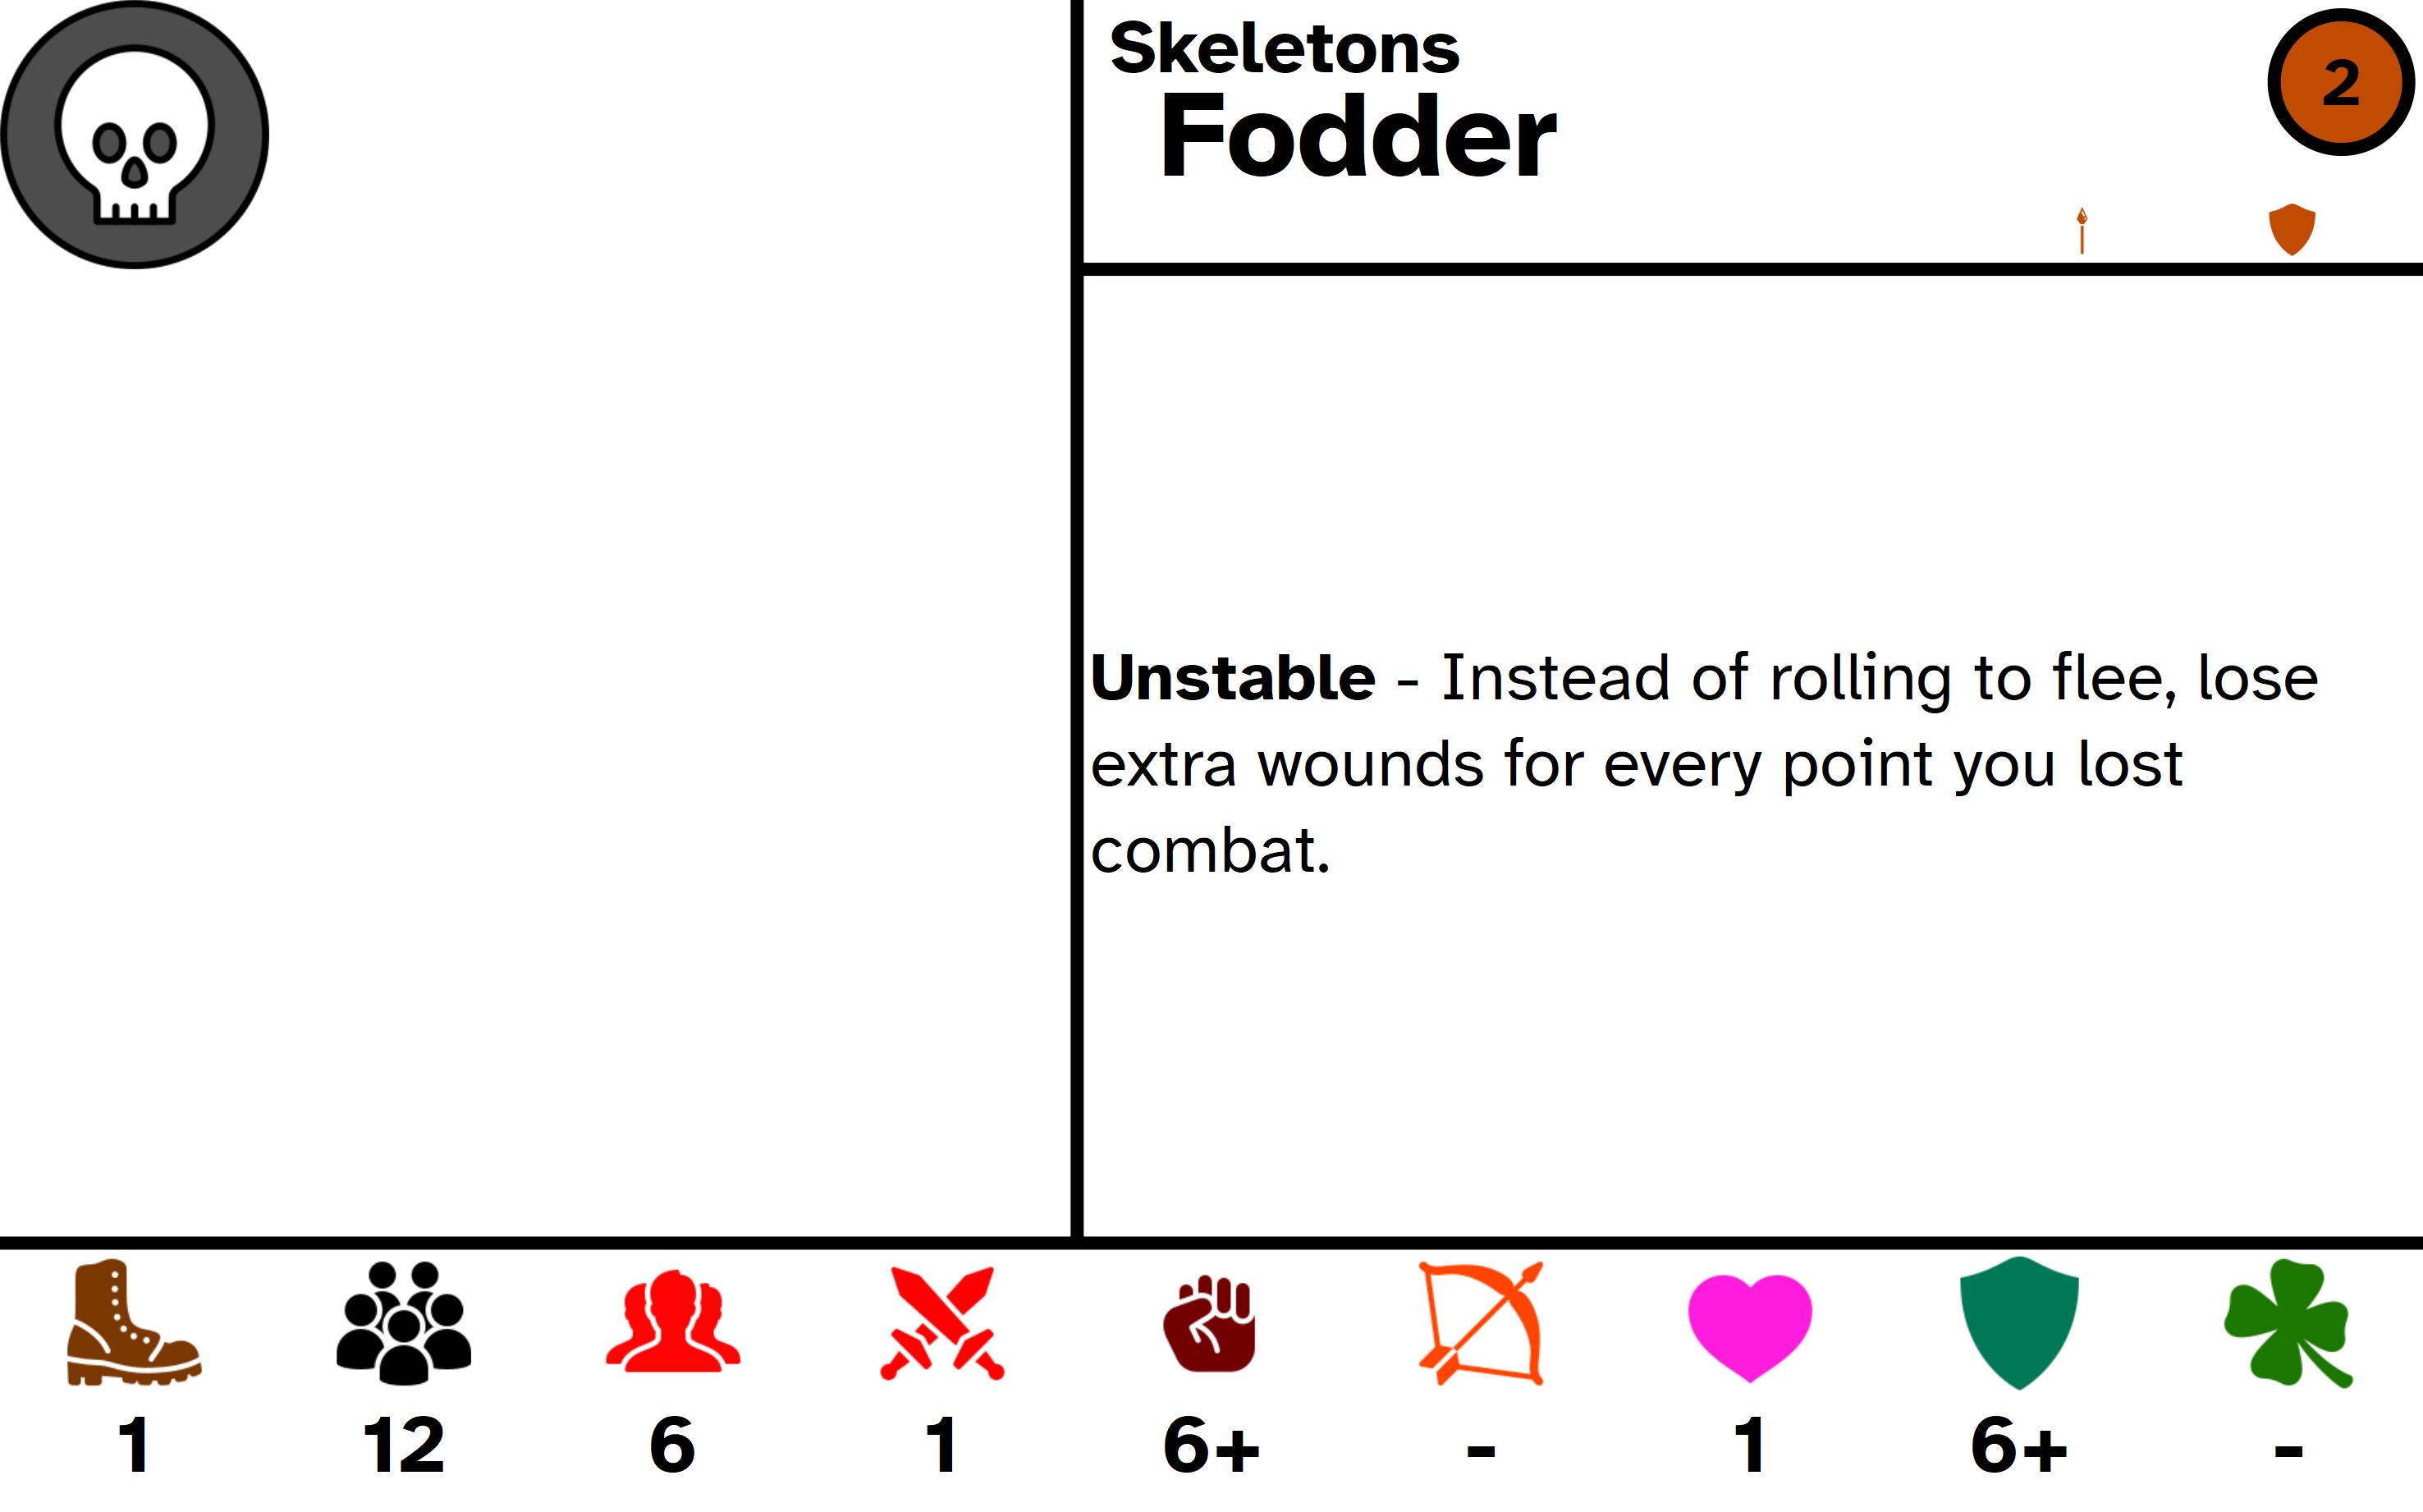 Skeletons
2
Fodder
Unstable - Instead of rolling to flee, lose
extra wounds for every point you lost
combat.
1 12 6 1 6+ - 1 6+ -